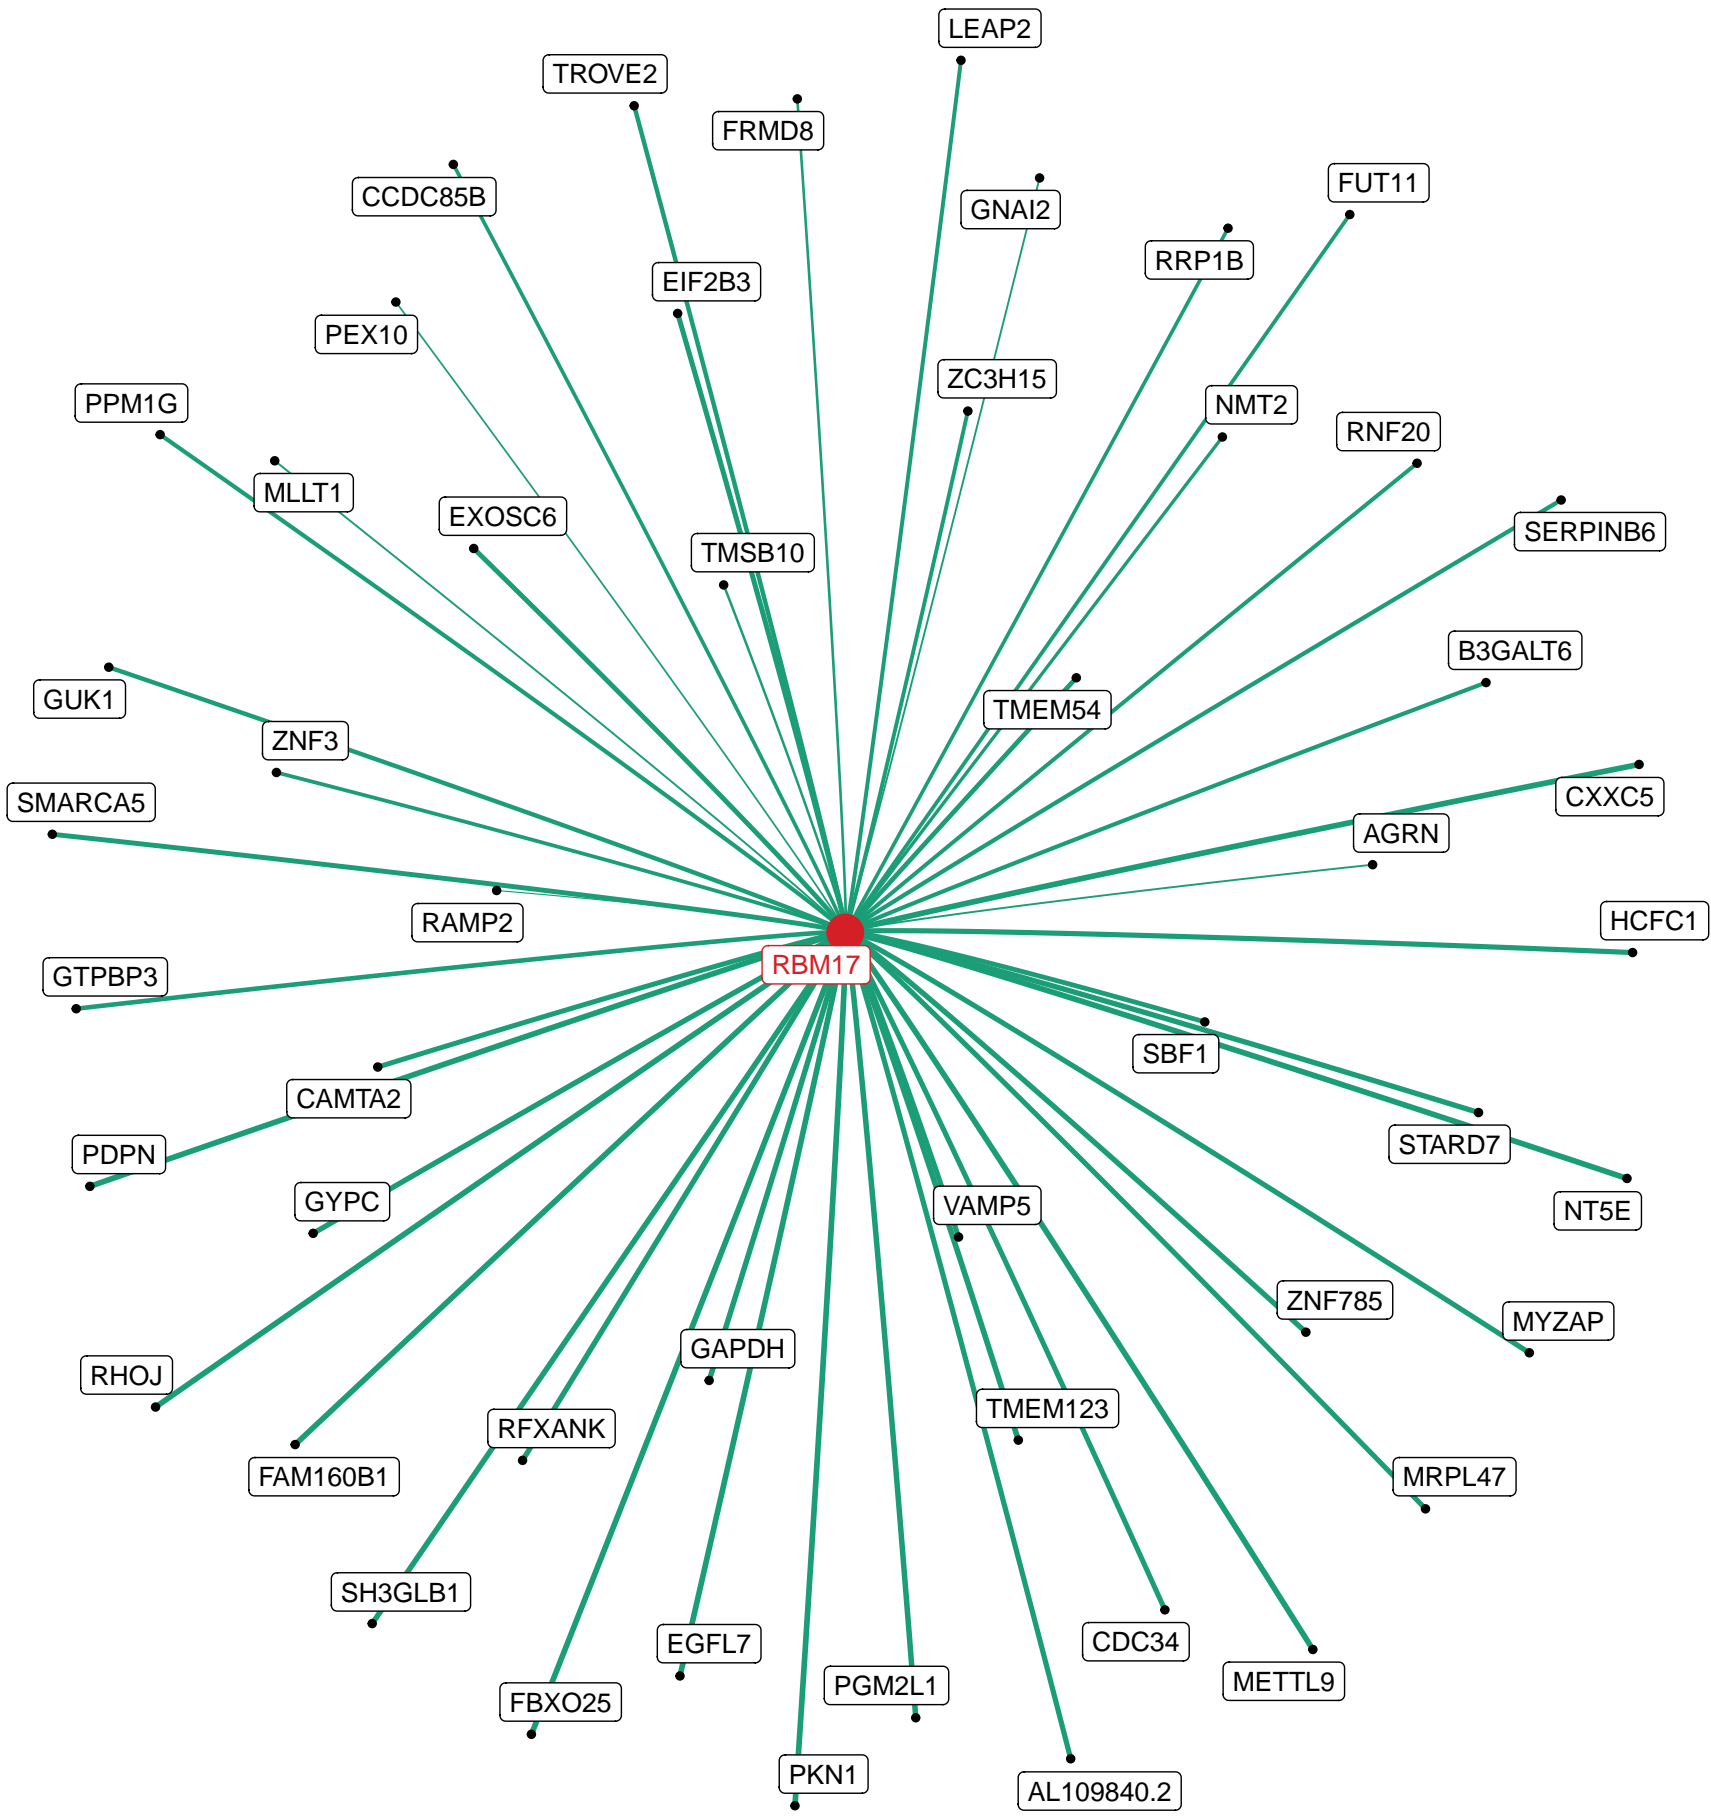 LEAP2
TROVE2
FRMD8
CCDC85B
GNAI2
FUT11
RRP1B
EIF2B3
PEX10
ZC3H15
PPM1G
NMT2
RNF20
MLLT1
EXOSC6
SERPINB6
TMSB10
B3GALT6
GUK1
TMEM54
ZNF3
SMARCA5
CXXC5
AGRN
RAMP2
HCFC1
RBM17
GTPBP3
SBF1
CAMTA2
STARD7
PDPN
GYPC
VAMP5
NT5E
ZNF785
MYZAP
GAPDH
RHOJ
TMEM123
RFXANK
FAM160B1
MRPL47
SH3GLB1
CDC34
EGFL7
METTL9
PGM2L1
FBXO25
PKN1
AL109840.2